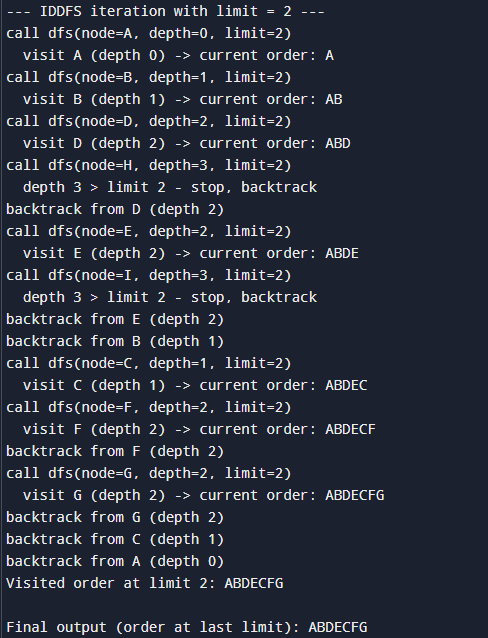 --- IDDFS iteration with limit = 2 ---
call dfs(node=A, depth=0, limit=2)
  visit A (depth 0) -> current order: A
call dfs(node=B, depth=1, limit=2)
  visit B (depth 1) -> current order: AB
call dfs(node=D, depth=2, limit=2)
  visit D (depth 2) -> current order: ABD
call dfs(node=H, depth=3, limit=2)
  depth 3 > limit 2 - stop, backtrack
backtrack from D (depth 2)
call dfs(node=E, depth=2, limit=2)
  visit E (depth 2) -> current order: ABDE
call dfs(node=I, depth=3, limit=2)
  depth 3 > limit 2 - stop, backtrack
backtrack from E (depth 2)
backtrack from B (depth 1)
call dfs(node=C, depth=1, limit=2)
  visit C (depth 1) -> current order: ABDEC
call dfs(node=F, depth=2, limit=2)
  visit F (depth 2) -> current order: ABDECF
backtrack from F (depth 2)
call dfs(node=G, depth=2, limit=2)
  visit G (depth 2) -> current order: ABDECFG
backtrack from G (depth 2)
backtrack from C (depth 1)
backtrack from A (depth 0)
Visited order at limit 2: ABDECFG

Final output (order at last limit): ABDECFG